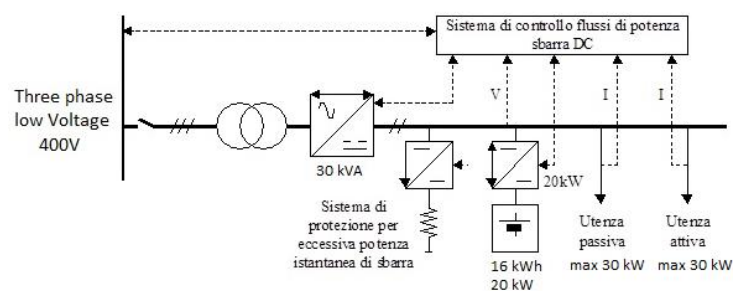 Sistema di controllo flussi di potenza
sbarra DC
Three phase
low Voltage
400V
V
I
I
30 kVA
20kW
Sistema di
protezione per
eccessiva potenza
istantanea di sbarra
16 kWh
20 kW
Utenza
passiva
max 30 kW
Utenza
attiva
max 30 kW